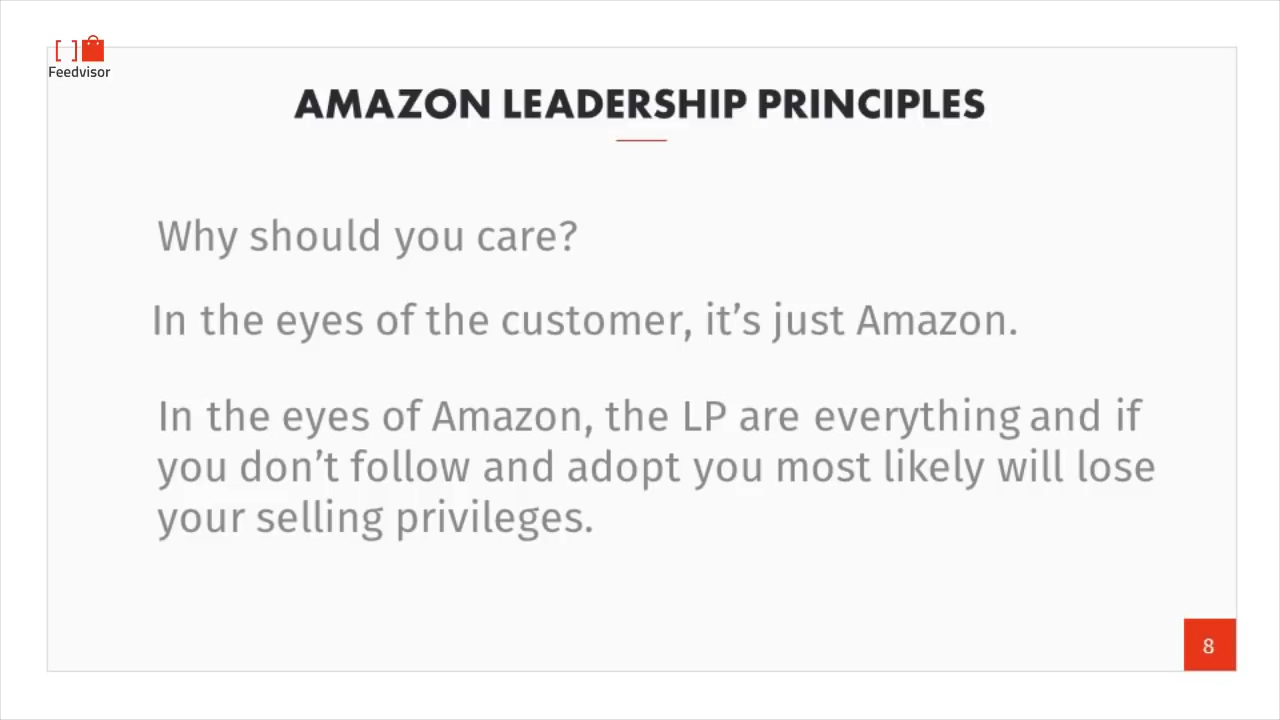 Feedvisor
AMAZON LEADERSHIP PRINCIPLES
Why should you care?
In the eyes of the customer, it’s just Amazon.
In the eyes of Amazon, the LP are everything and if
you don’t follow and adopt you most likely will lose
your selling privileges.
8